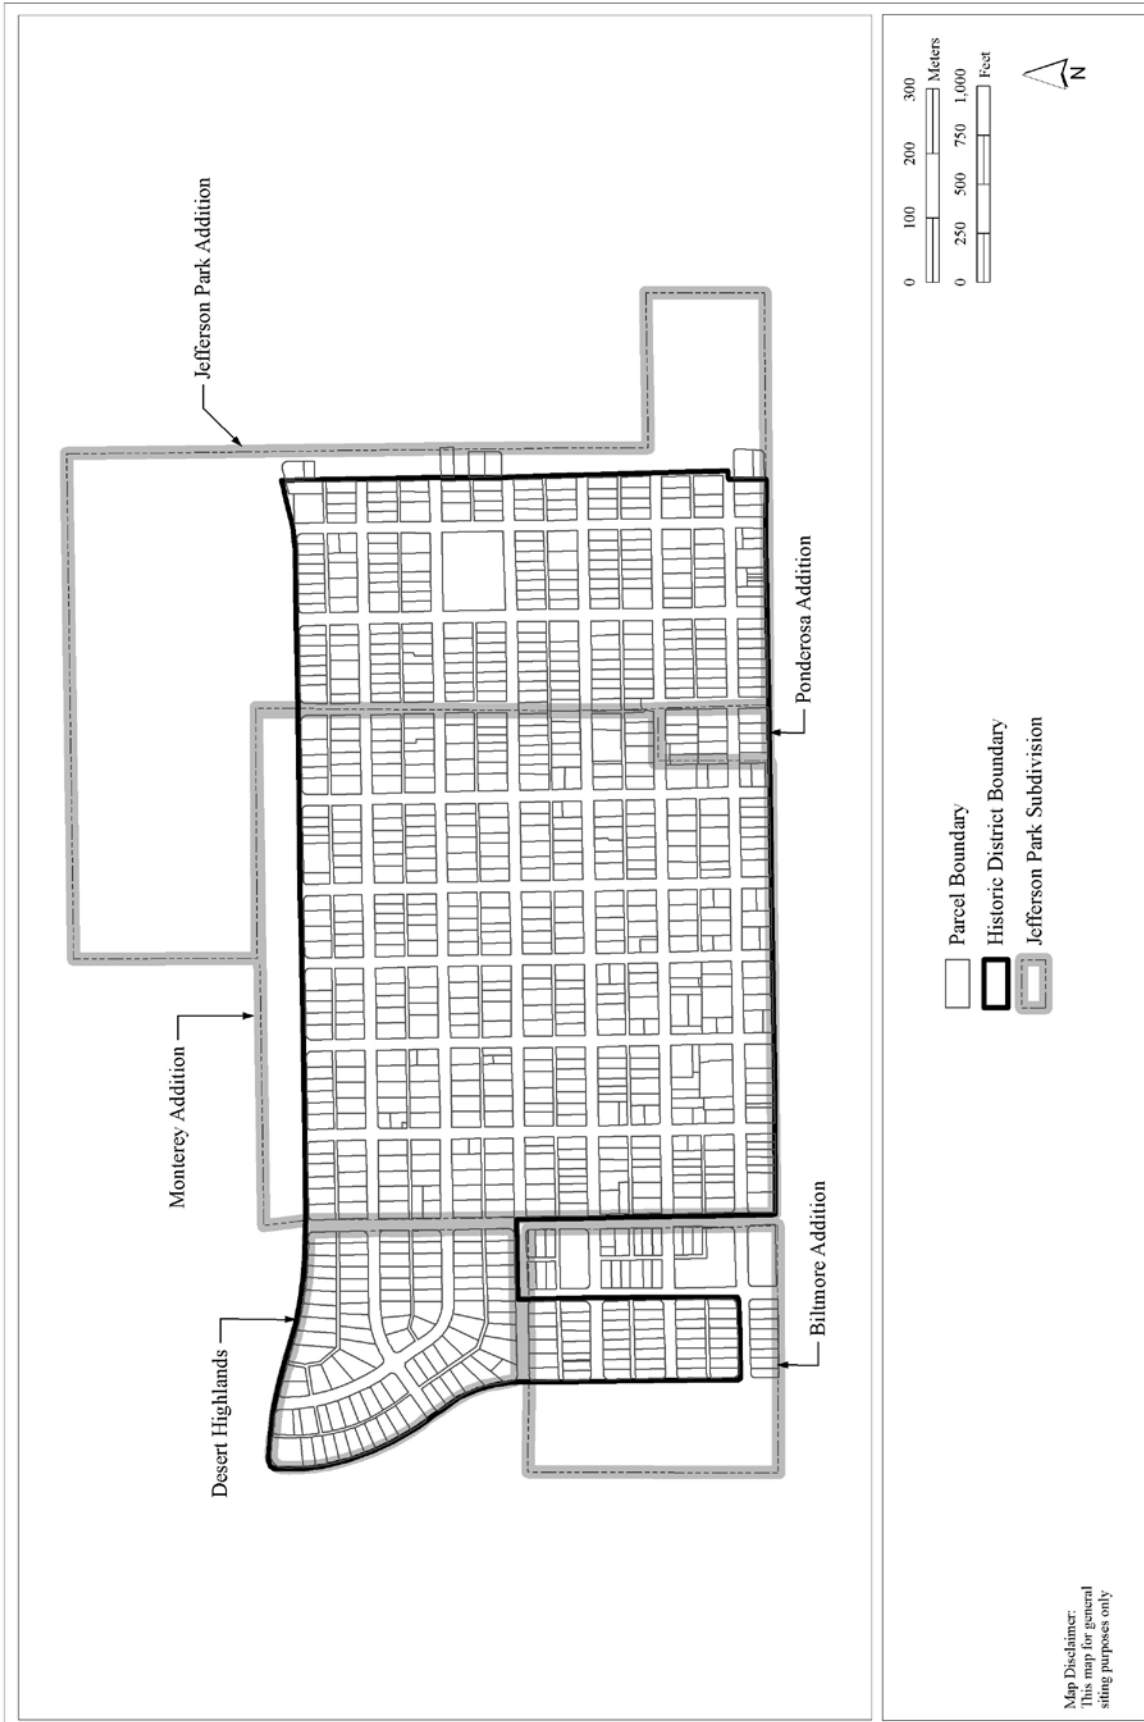 Jefferson Park Addition
Monterey Addition
Desert Highlands
Ponderosa Addition
Biltmore Addition
Parcel Boundary
Historic District Boundary
Jefferson Park Subdivision
0 100 200 300
Meters
0 250 500 750 1,000
Feet
N
Map Disclaimer:
This map for general
siting purposes only